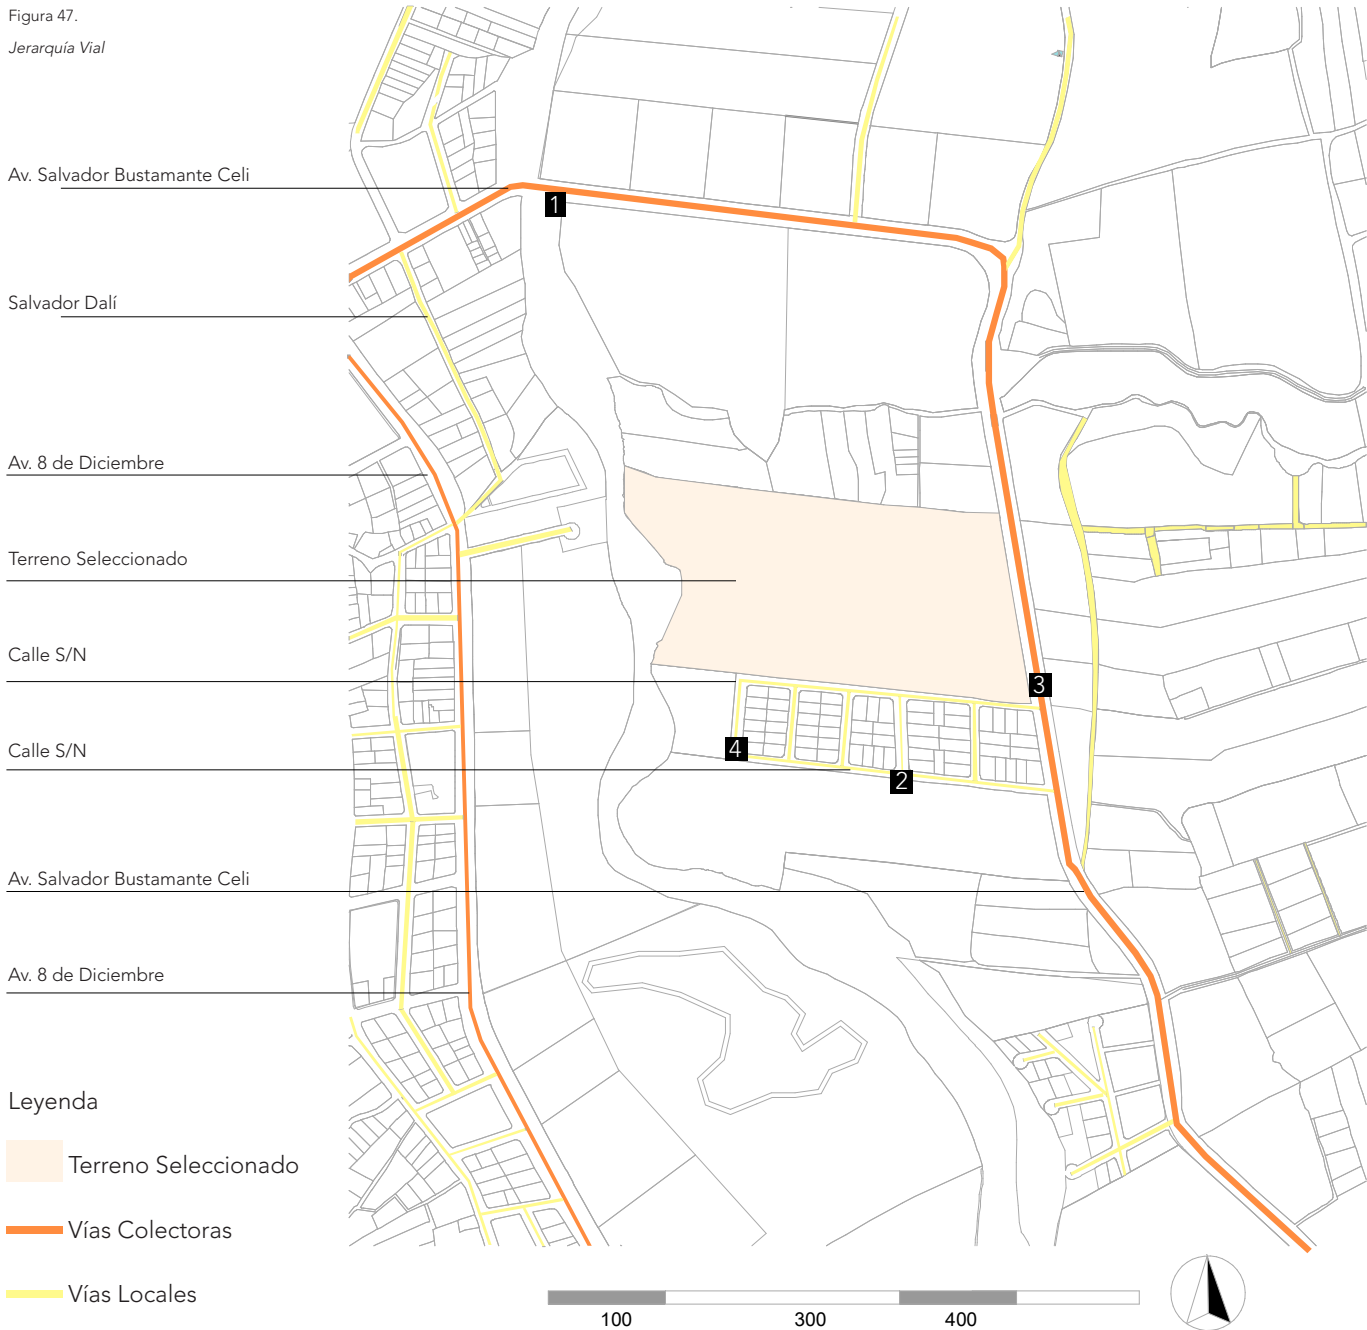 Figura 47.
Jerarquía Vial
Av. Salvador Bustamante Celi
1
Salvador Dalí
Av. 8 de Diciembre
Terreno Seleccionado
Calle S/N
3
Calle S/N
4
2
Av. Salvador Bustamante Celi
Av. 8 de Diciembre
Leyenda
Terreno Seleccionado
Vías Colectoras
Vías Locales
100 300 400